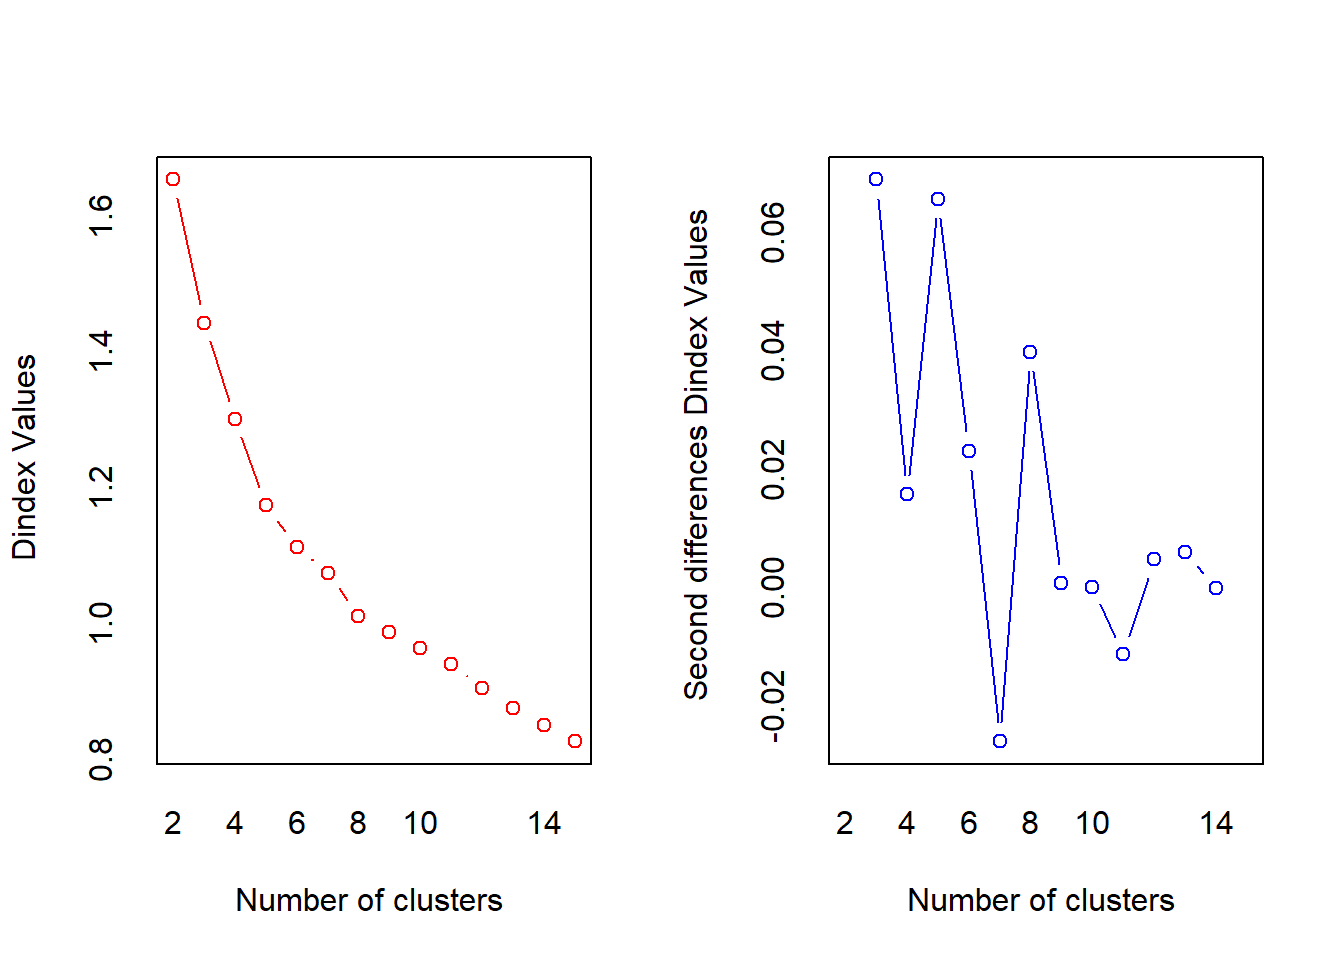 Dindex Values
1.6
1.4
1.2
1.0
0.8
2 4 6 8 10 14
Number of clusters
Second differences Dindex Values
0.06
0.04
0.02
0.00
-0.02
2 4 6 8 10 14
Number of clusters